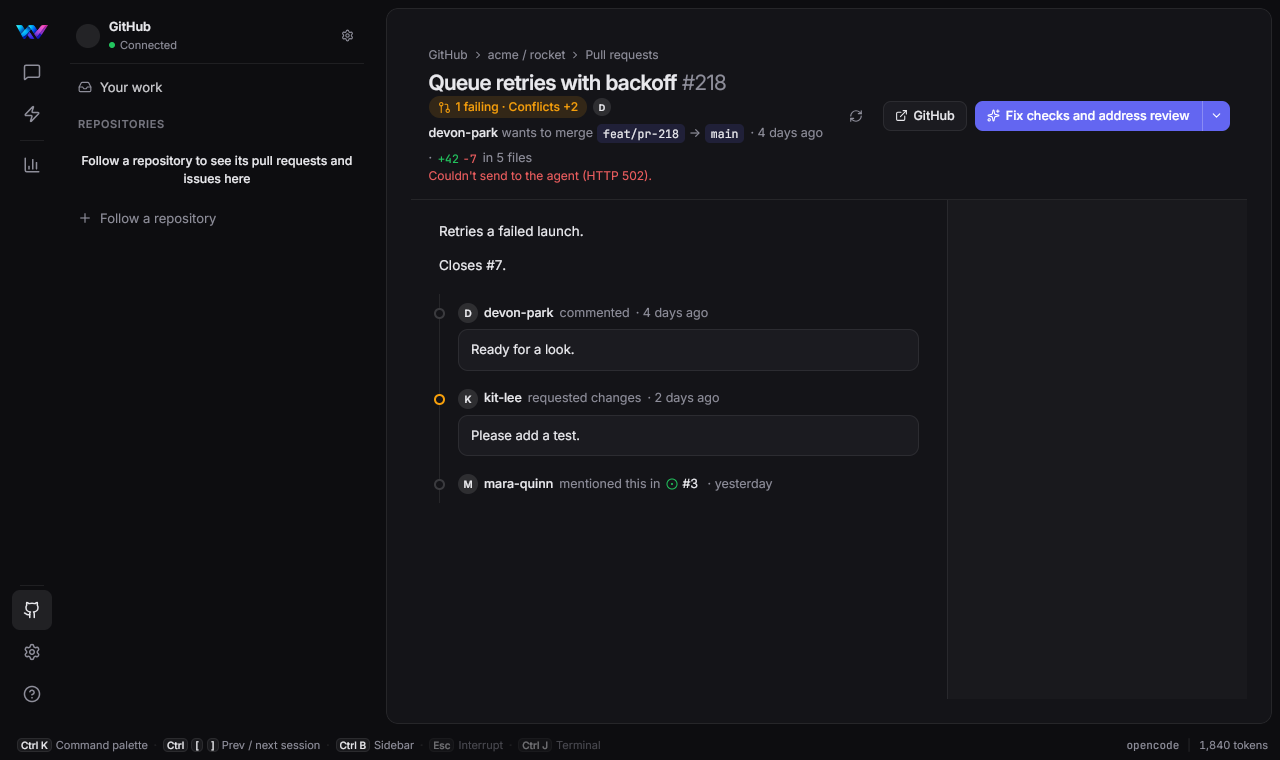 GitHub
Connected
Your work
REPOSITORIES
Follow a repository to see its pull requests and
issues here
Follow a repository
GitHub > acme / rocket > Pull requests
Queue retries with backoff #218
1 failing · Conflicts +2 D
devon-park wants to merge feat/pr-218 → main · 4 days ago
· +42 -7 in 5 files
Couldn't send to the agent (HTTP 502).
GitHub
Fix checks and address review
Retries a failed launch.
Closes #7.
D devon-park commented · 4 days ago
Ready for a look.
K kit-lee requested changes · 2 days ago
Please add a test.
M mara-quinn mentioned this in #3 · yesterday
Ctrl K Command palette · Ctrl [ ] Prev / next session · Ctrl B Sidebar · Esc Interrupt · Ctrl J Terminal
opencode | 1,840 tokens